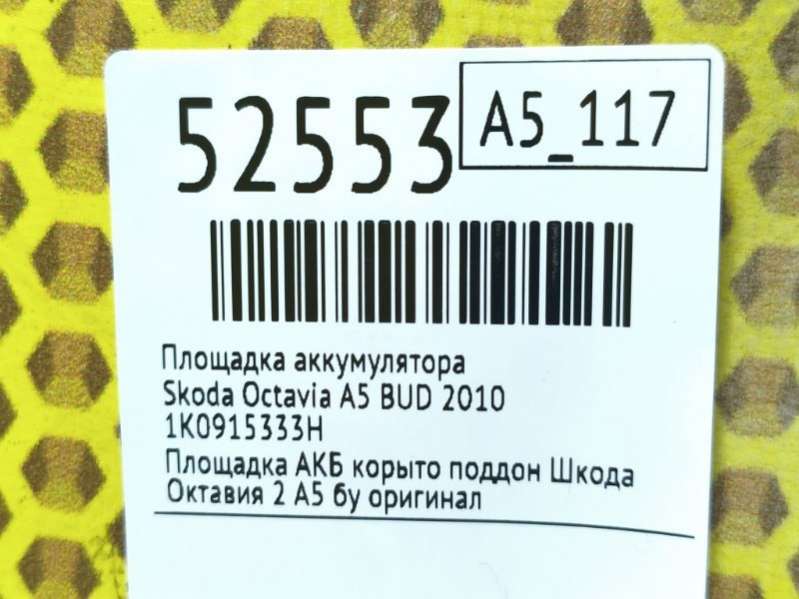 52553
A5_117
Площадка аккумулятора
Skoda Octavia A5 BUD 2010
1K0915333H
Площадка АКБ корыто поддон Шкода
Октавия 2 А5 бу оригинал